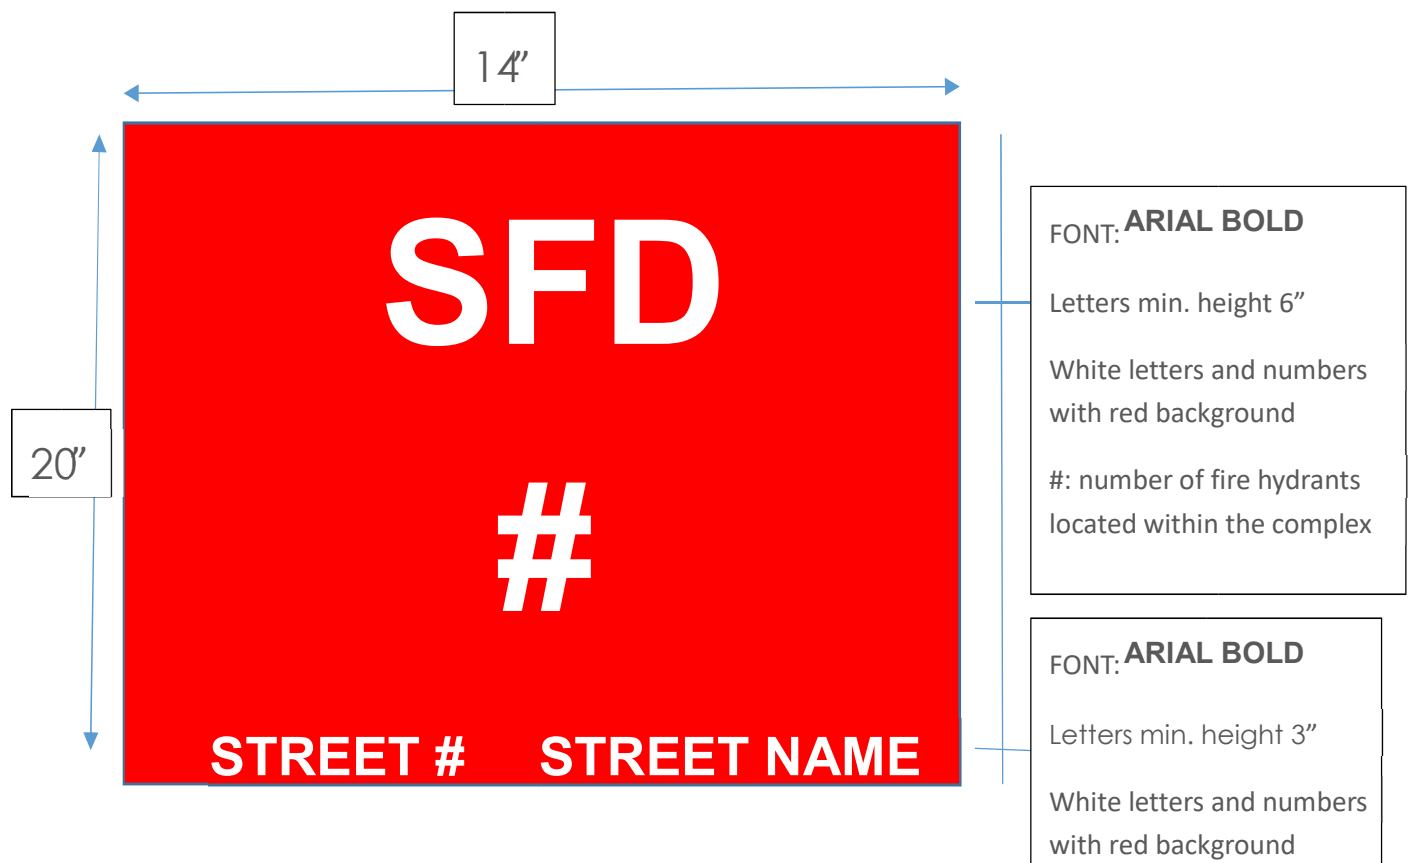 14”
SFD
FONT: ARIAL BOLD
Letters min. height 6”
White letters and numbers
with red background
#: number of fire hydrants
located within the complex
20”
#
STREET # STREET NAME
FONT: ARIAL BOLD
Letters min. height 3”
White letters and numbers
with red background